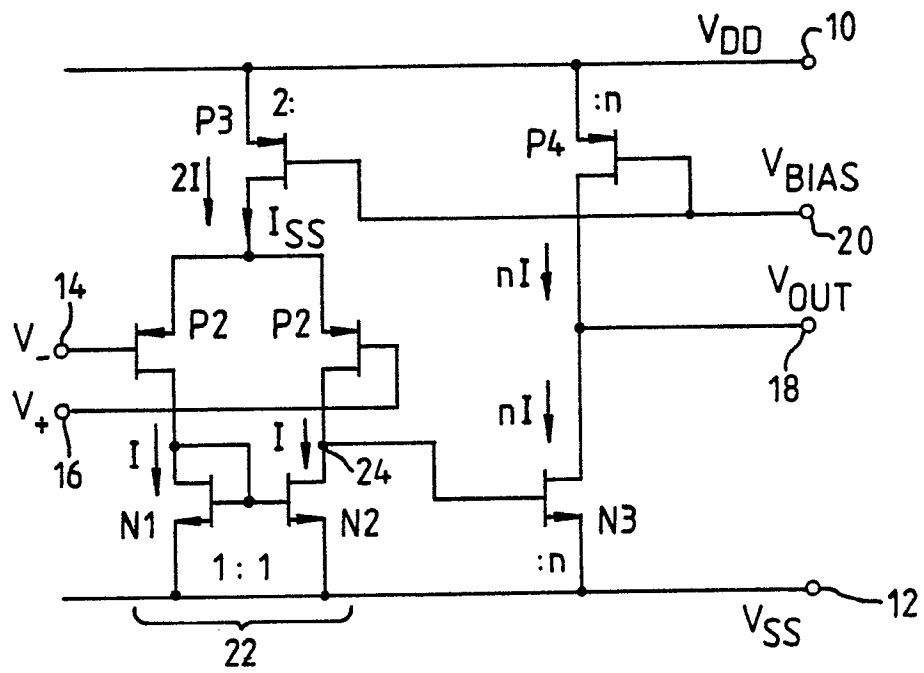 VDD
10
P3
2:
:n
P4
2I
ISS
VBIAS
20
nI
VOUT
14
V-
P2
P2
18
V+
16
nI
I
I
24
N1
N2
N3
1:1
:n
12
VSS
22